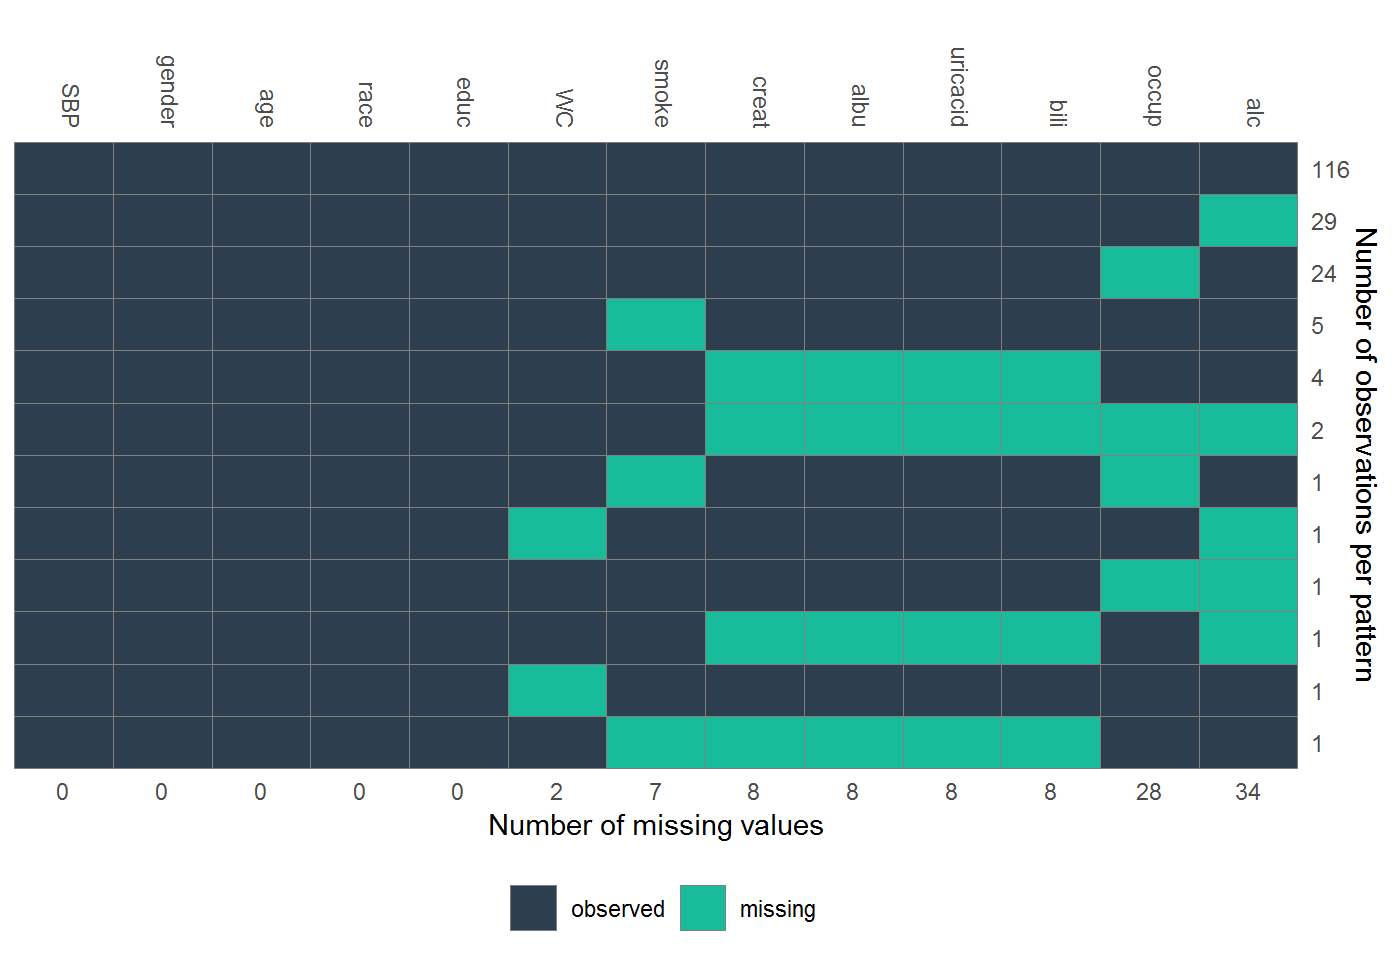 SBP
gender
age
race
educ
WC
smoke
creat
albu
uricacid
bili
occup
alc
116
29
24
5
4
2
1
1
1
1
1
1
Number of observations per pattern
0 0 0 0 0 2 7 8 8 8 8 28 34
Number of missing values
observed missing